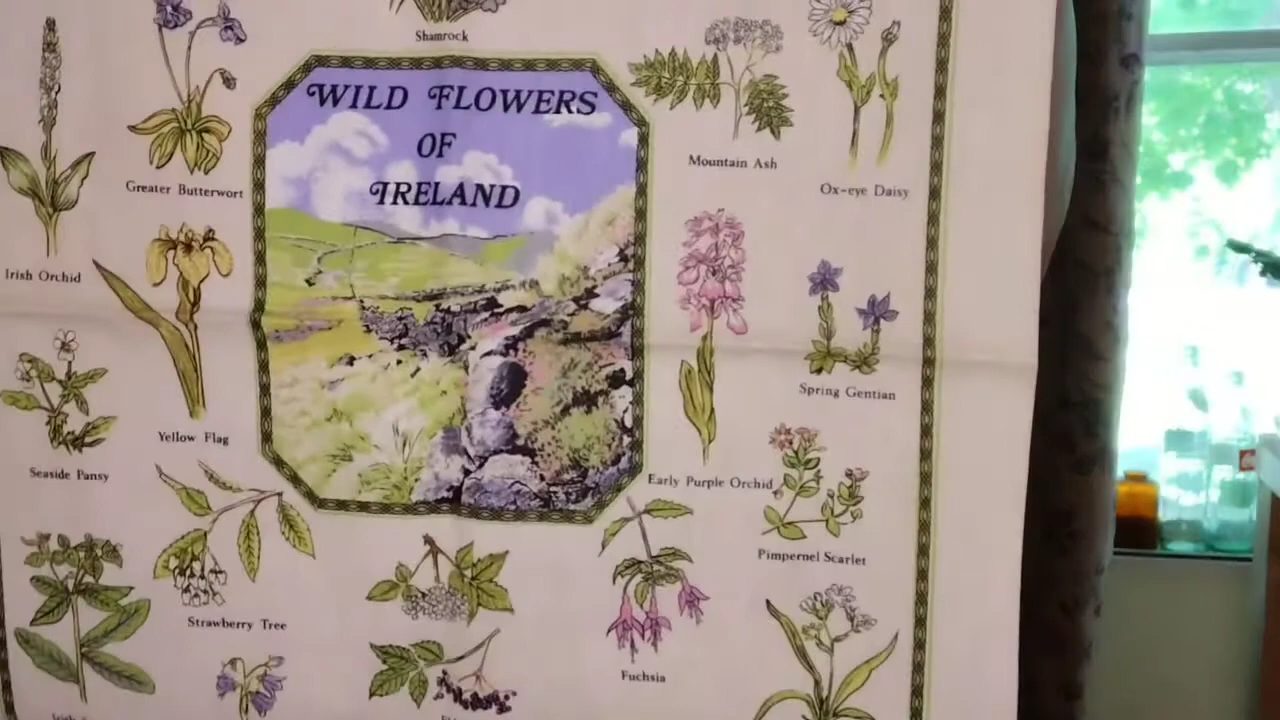 Shamrock
WILD FLOWERS
OF
IRELAND
Mountain Ash
Greater Butterwort
Ox-eye Daisy
Irish Orchid
Spring Gentian
Yellow Flag
Seaside Pansy
Early Purple Orchid
Pimpernel Scarlet
Strawberry Tree
Fuchsia